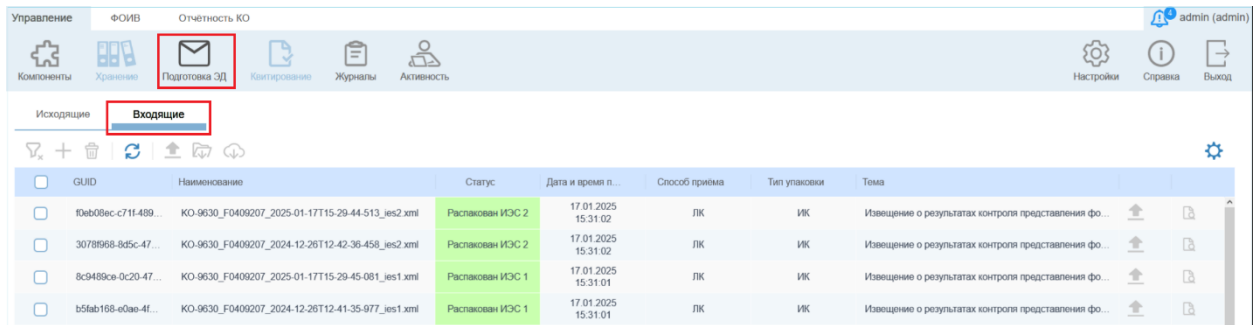 Управление ФОИВ Отчётность КО 4 admin (admin)
Компоненты Хранение Подготовка ЭД Квитирование Журналы Активность Настройки Справка Выход
Исходящие Входящие
GUID Наименование Статус Дата и время п... Способ приёма Тип упаковки Тема
f0eb08ec-c71f-489... KO-9630_F0409207_2025-01-17T15-29-44-513_ies2.xml Распакован ИЭС 2 17.01.2025 15:31:02 ЛК ИК Извещение о результатах контроля представления фо...
3078f968-8d5c-47... KO-9630_F0409207_2024-12-26T12-42-36-458_ies2.xml Распакован ИЭС 2 17.01.2025 15:31:02 ЛК ИК Извещение о результатах контроля представления фо...
8c9489ce-0c20-47... KO-9630_F0409207_2025-01-17T15-29-45-081_ies1.xml Распакован ИЭС 1 17.01.2025 15:31:01 ЛК ИК Извещение о результатах контроля представления фо...
b5fab168-e0ae-4f... KO-9630_F0409207_2024-12-26T12-41-35-977_ies1.xml Распакован ИЭС 1 17.01.2025 15:31:01 ЛК ИК Извещение о результатах контроля представления фо...